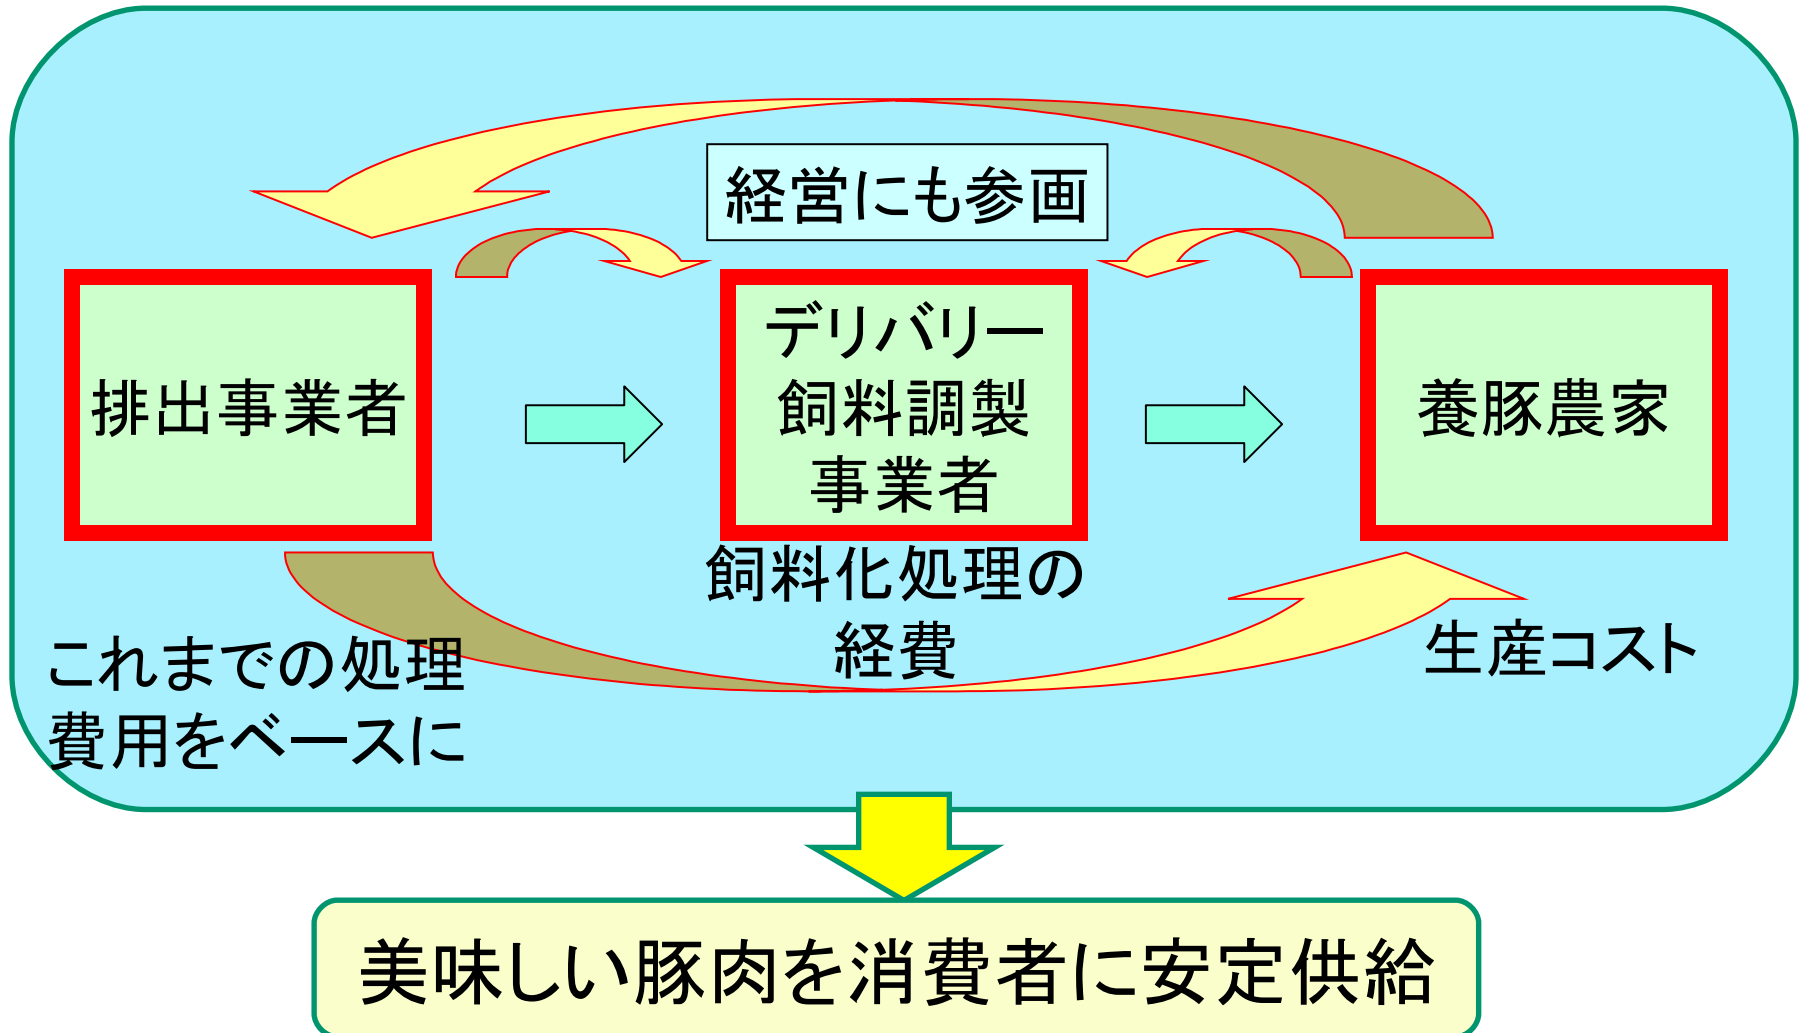 経営にも参画
排出事業者
デリバリー
飼料調製
事業者
養豚農家
飼料化処理の
経費
これまでの処理
費用をベースに
生産コスト
美味しい豚肉を消費者に安定供給